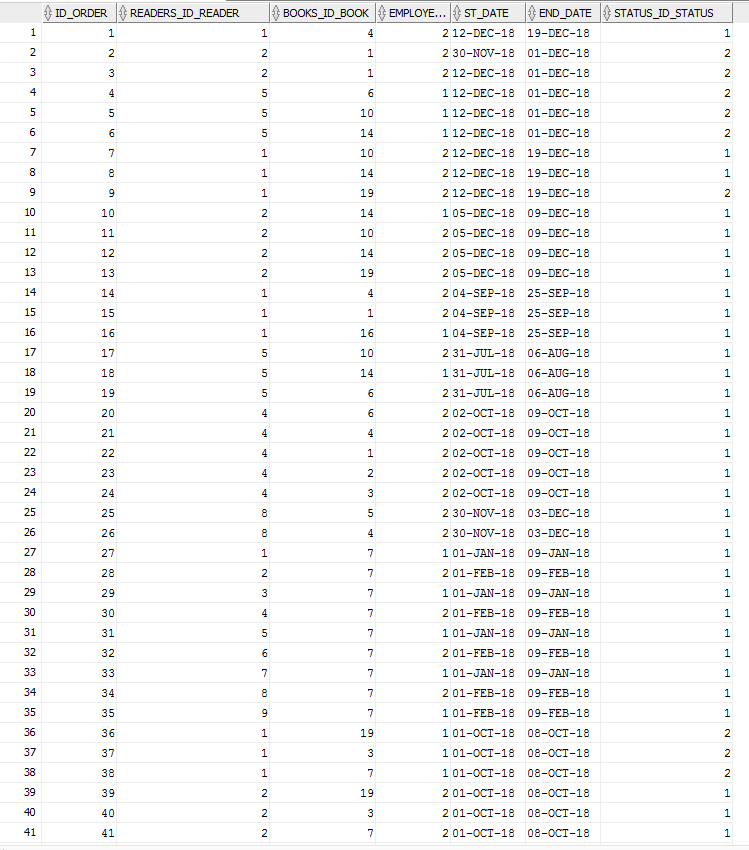 ID_ORDER READERS_ID_READER BOOKS_ID_BOOK EMPLOYE... ST_DATE END_DATE STATUS_ID_STATUS
1 1 1 4 2 12-DEC-18 19-DEC-18 1
2 2 2 1 2 30-NOV-18 01-DEC-18 2
3 3 2 1 2 12-DEC-18 01-DEC-18 2
4 4 5 6 1 12-DEC-18 01-DEC-18 2
5 5 5 10 1 12-DEC-18 01-DEC-18 2
6 6 5 14 1 12-DEC-18 01-DEC-18 2
7 7 1 10 2 12-DEC-18 19-DEC-18 1
8 8 1 14 2 12-DEC-18 19-DEC-18 1
9 9 1 19 2 12-DEC-18 19-DEC-18 2
10 10 2 14 1 05-DEC-18 09-DEC-18 1
11 11 2 10 2 05-DEC-18 09-DEC-18 1
12 12 2 14 2 05-DEC-18 09-DEC-18 1
13 13 2 19 2 05-DEC-18 09-DEC-18 1
14 14 1 4 2 04-SEP-18 25-SEP-18 1
15 15 1 1 2 04-SEP-18 25-SEP-18 1
16 16 1 16 1 04-SEP-18 25-SEP-18 1
17 17 5 10 2 31-JUL-18 06-AUG-18 1
18 18 5 14 1 31-JUL-18 06-AUG-18 1
19 19 5 6 2 31-JUL-18 06-AUG-18 1
20 20 4 6 2 02-OCT-18 09-OCT-18 1
21 21 4 4 2 02-OCT-18 09-OCT-18 1
22 22 4 1 2 02-OCT-18 09-OCT-18 1
23 23 4 2 2 02-OCT-18 09-OCT-18 1
24 24 4 3 2 02-OCT-18 09-OCT-18 1
25 25 8 5 2 30-NOV-18 03-DEC-18 1
26 26 8 4 2 30-NOV-18 03-DEC-18 1
27 27 1 7 1 01-JAN-18 09-JAN-18 1
28 28 2 7 2 01-FEB-18 09-FEB-18 1
29 29 3 7 1 01-JAN-18 09-JAN-18 1
30 30 4 7 2 01-FEB-18 09-FEB-18 1
31 31 5 7 1 01-JAN-18 09-JAN-18 1
32 32 6 7 2 01-FEB-18 09-FEB-18 1
33 33 7 7 1 01-JAN-18 09-JAN-18 1
34 34 8 7 2 01-FEB-18 09-FEB-18 1
35 35 9 7 1 01-FEB-18 09-FEB-18 1
36 36 1 19 1 01-OCT-18 08-OCT-18 2
37 37 1 3 1 01-OCT-18 08-OCT-18 2
38 38 1 7 1 01-OCT-18 08-OCT-18 2
39 39 2 19 2 01-OCT-18 08-OCT-18 1
40 40 2 3 2 01-OCT-18 08-OCT-18 1
41 41 2 7 2 01-OCT-18 08-OCT-18 1